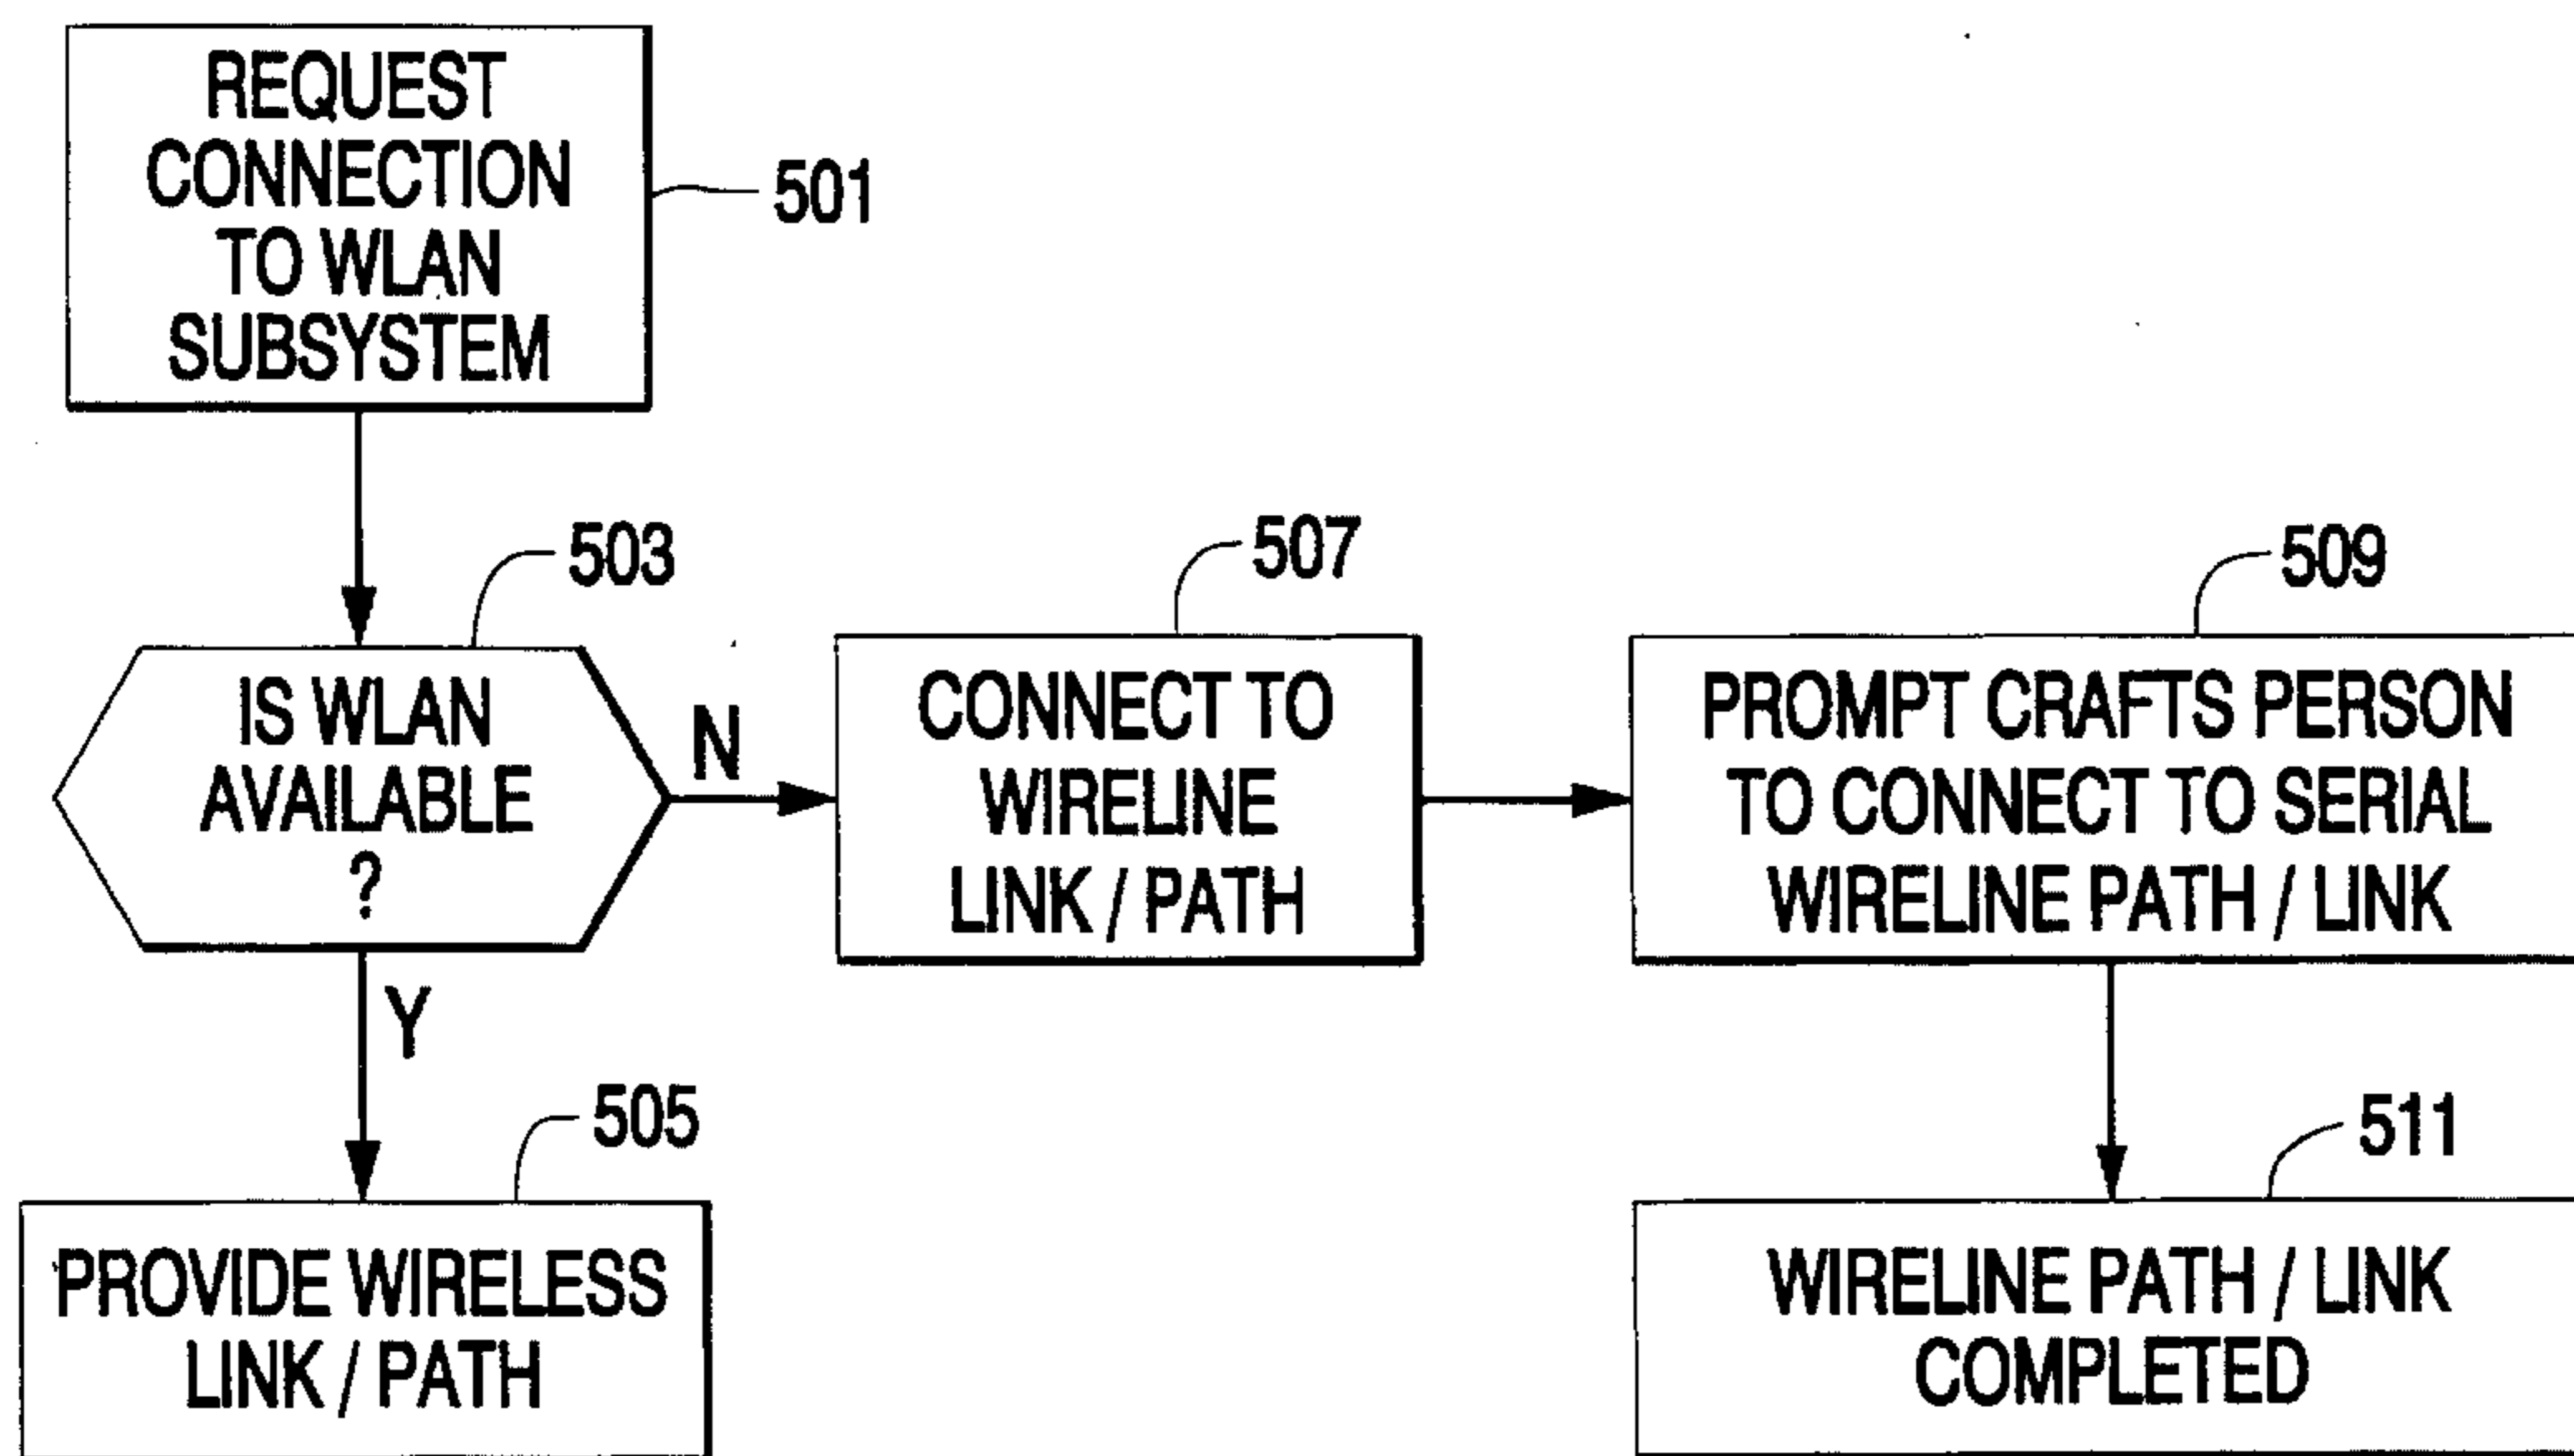 REQUEST
CONNECTION
TO WLAN
SUBSYSTEM
501
503
IS WLAN
AVAILABLE
?
N
Y
507
CONNECT TO
WIRELINE
LINK / PATH
509
PROMPT CRAFTS PERSON
TO CONNECT TO SERIAL
WIRELINE PATH / LINK
505
PROVIDE WIRELESS
LINK / PATH
511
WIRELINE PATH / LINK
COMPLETED